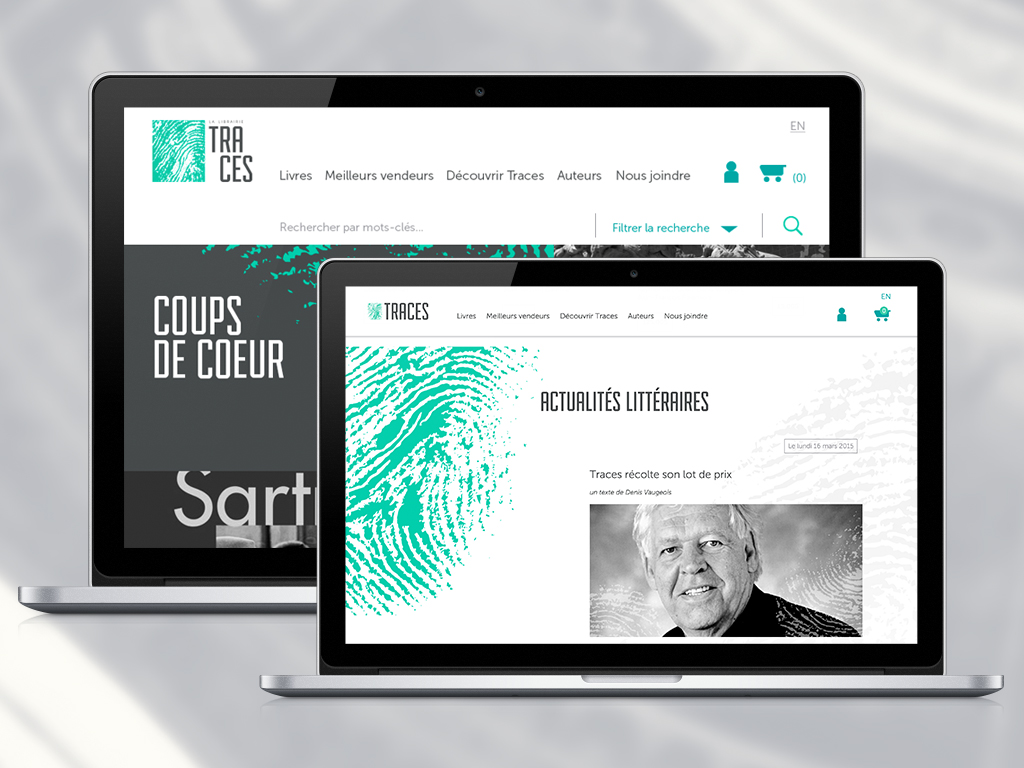 LA LIBRAIRIE
TRA
CES
EN
Livres Meilleurs vendeurs Découvrir Traces Auteurs Nous joindre
(0)
Rechercher par mots-clés...
Filtrer la recherche
COUPS
DE COEUR
Sart
TRACES
Livres Meilleurs vendeurs Découvrir Traces Auteurs Nous joindre
EN
ACTUALITÉS LITTÉRAIRES
Le lundi 16 mars 2015
Traces récolte son lot de prix
un texte de Denis Vaugeois